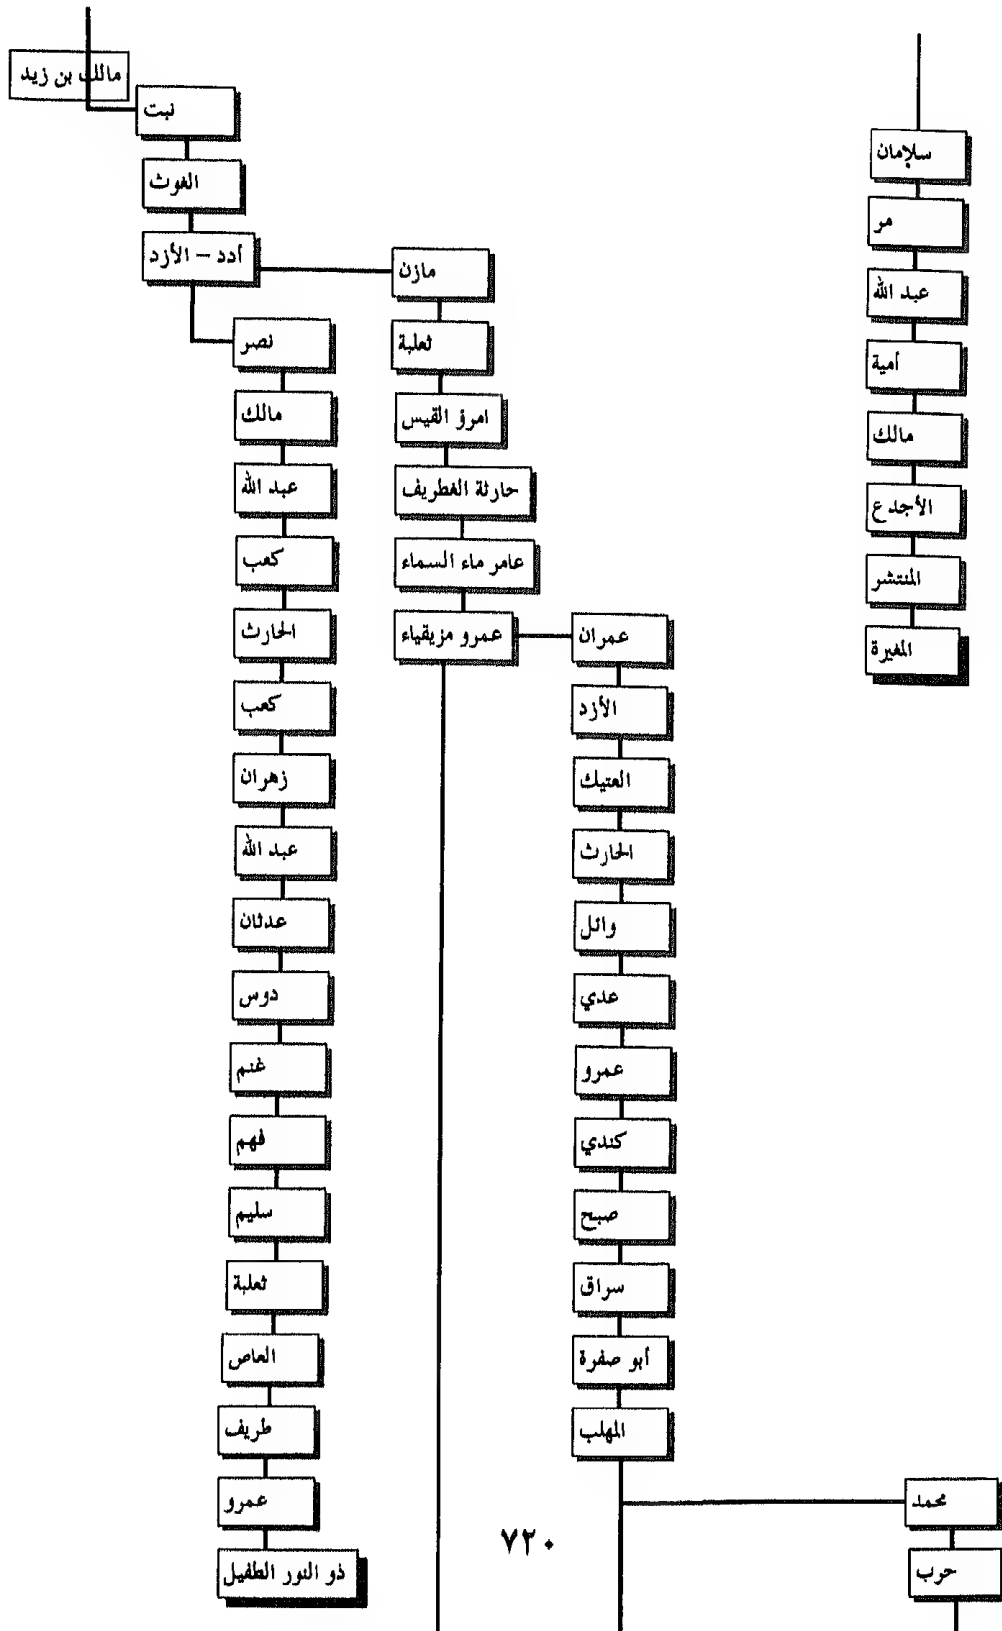 سلامان
مر
عبد الله
أمية
مالك
الأجدع
المنتشر
المغيرة
مالك بن زيد
نبت
الغوث
أدد – الأزد
مازن
ثعلبة
امرؤ القيس
حارثة الغطريف
عامر ماء السماء
عمرو مزيقياء
عمران
الأزد
العتيك
الحارث
وائل
عدي
عمرو
كندي
صبح
سراق
أبو صفرة
المهلب
محمد
حرب
نصر
مالك
عبد الله
كعب
الحارث
كعب
زهران
عبد الله
عدثان
دوس
غنم
فهم
سليم
ثعلبة
العاص
طريف
عمرو
ذو النور الطفيل
٧٢٠